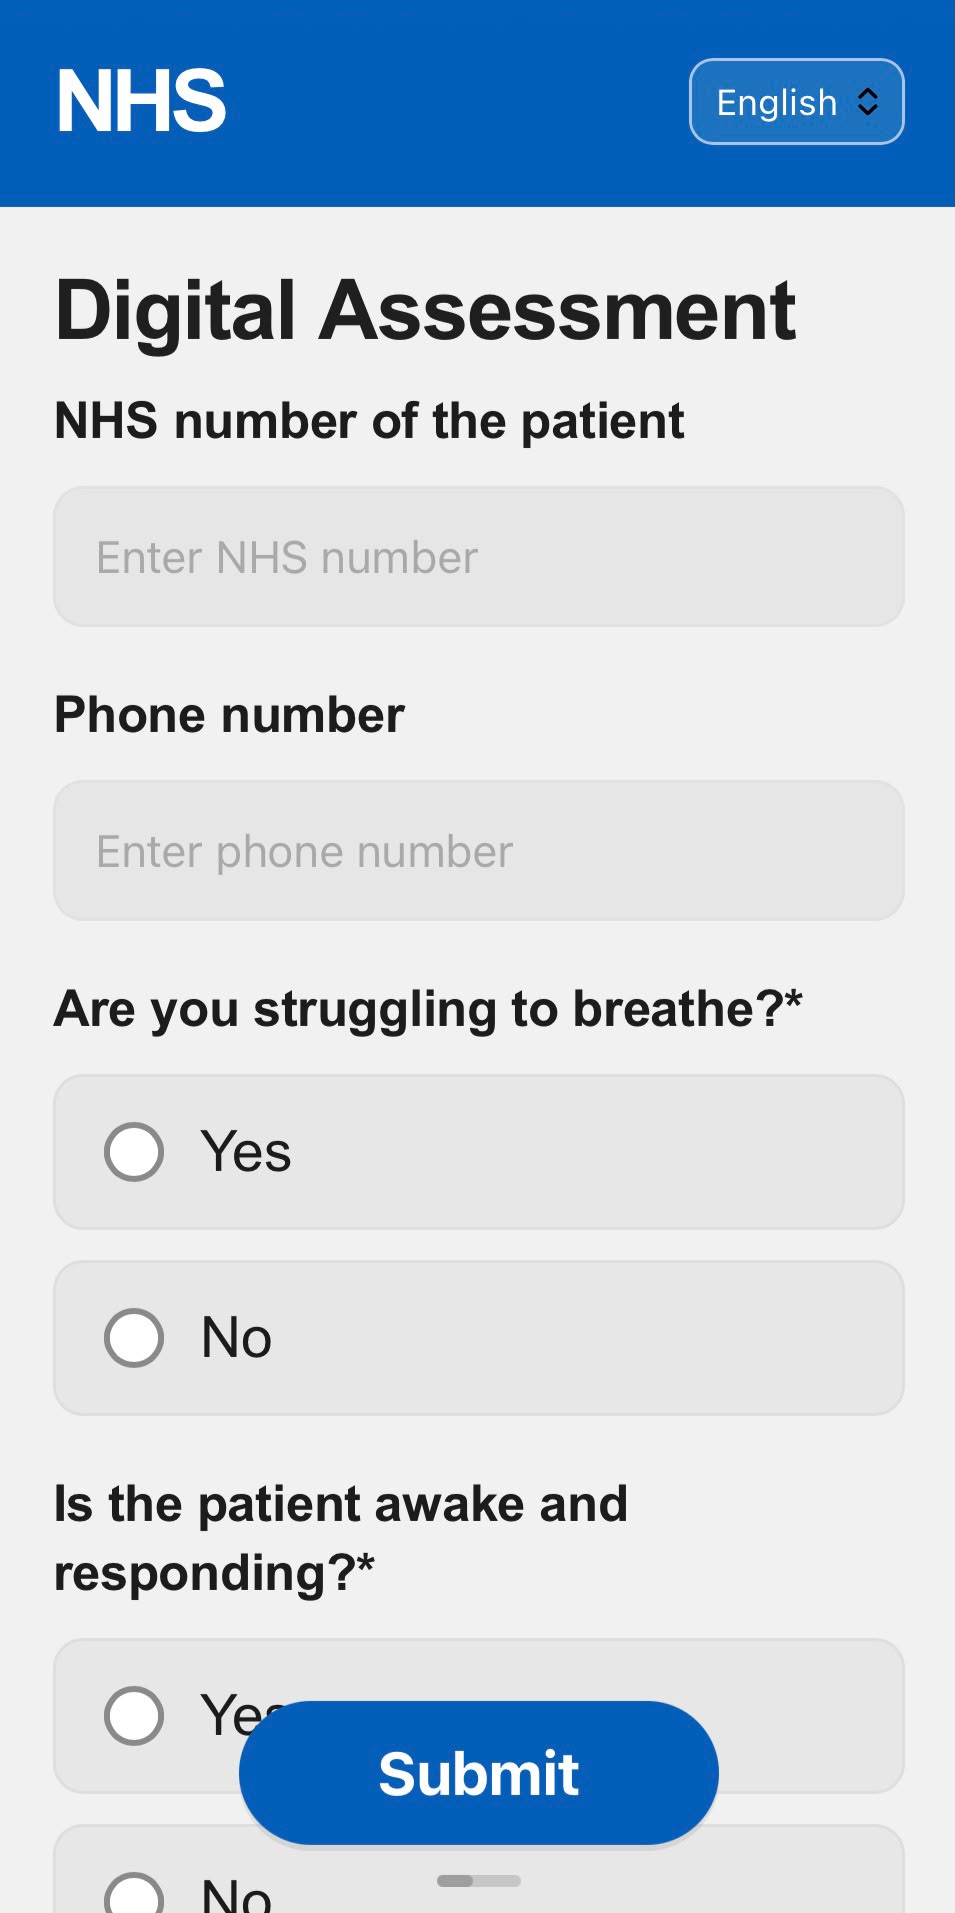 NHS
English
Digital Assessment
NHS number of the patient
Enter NHS number
Phone number
Enter phone number
Are you struggling to breathe?*
Yes
No
Is the patient awake and
responding?*
Yes
Submit
No